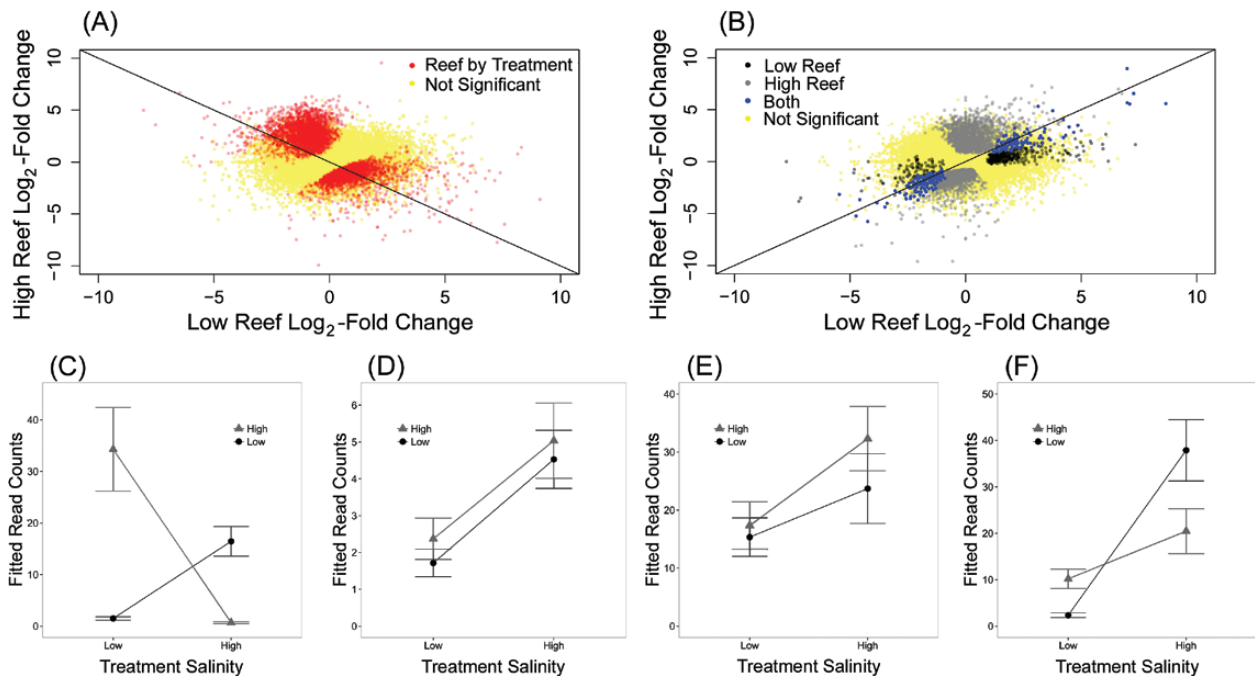 (A)
High Reef Log2-Fold Change
10
5
0
−5
−10
Reef by Treatment
Not Significant
−10
−5
0
5
10
Low Reef Log2-Fold Change
(B)
High Reef Log2-Fold Change
10
5
0
−5
−10
Low Reef
High Reef
Both
Not Significant
−10
−5
0
5
10
Low Reef Log2-Fold Change
(C)
Fitted Read Counts
40
30
20
10
0
High
Low
Low
High
Treatment Salinity
(D)
Fitted Read Counts
6
5
4
3
2
1
0
High
Low
Low
High
Treatment Salinity
(E)
Fitted Read Counts
40
30
20
10
0
High
Low
Low
High
Treatment Salinity
(F)
Fitted Read Counts
50
40
30
20
10
0
High
Low
Low
High
Treatment Salinity